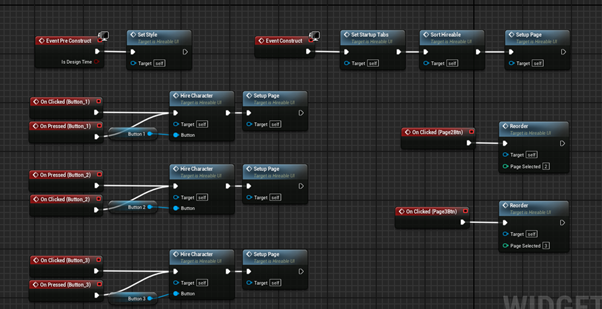 Event Pre Construct
Is Design Time
Set Style
Target is Hireable UI
Target self
Event Construct
Set Startup Tabs
Target is Hireable UI
Target self
Sort Hireable
Target is Hireable UI
Target self
Setup Page
Target is Hireable UI
Target self
On Clicked (Button_1)
On Pressed (Button_1)
Button 1
Hire Character
Target is Hireable UI
Target self
Button
Setup Page
Target is Hireable UI
Target self
On Clicked (Page2Btn)
Reorder
Target is Hireable UI
Target self
Page Selected 2
On Pressed (Button_2)
On Clicked (Button_2)
Button 2
Hire Character
Target is Hireable UI
Target self
Button
Setup Page
Target is Hireable UI
Target self
On Clicked (Page3Btn)
Reorder
Target is Hireable UI
Target self
Page Selected 3
On Clicked (Button_3)
On Pressed (Button_3)
Button 3
Hire Character
Target is Hireable UI
Target self
Button
Setup Page
Target is Hireable UI
Target self
WIDGET